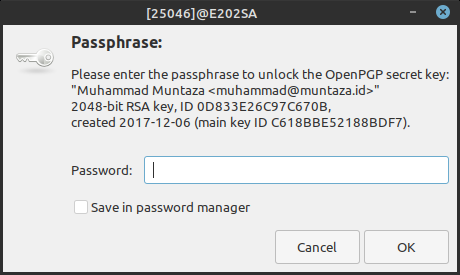 [25046]@E202SA
Passphrase:
Please enter the passphrase to unlock the OpenPGP secret key:
"Muhammad Muntaza <muhammad@muntaza.id>"
2048-bit RSA key, ID 0D833E26C97C670B,
created 2017-12-06 (main key ID C618BBE52188BDF7).
Password:
Save in password manager
Cancel OK